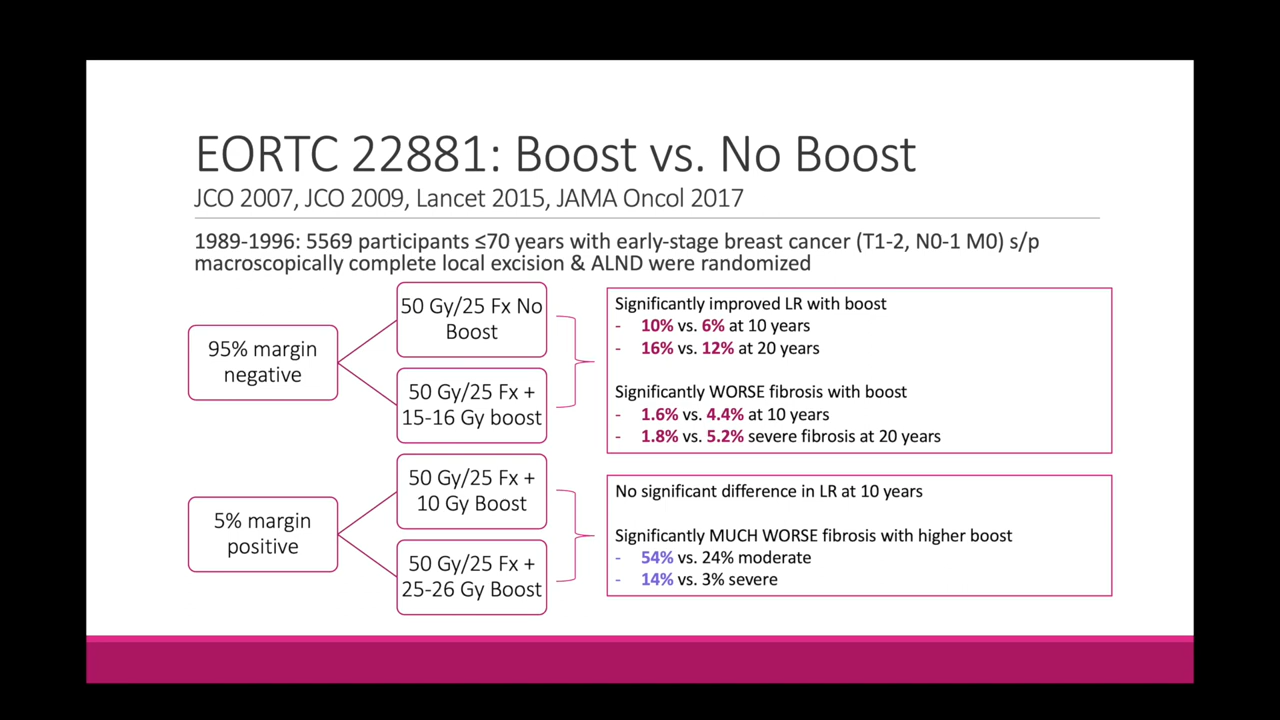 EORTC 22881: Boost vs. No Boost
JCO 2007, JCO 2009, Lancet 2015, JAMA Oncol 2017
1989-1996: 5569 participants ≤70 years with early-stage breast cancer (T1-2, N0-1 M0) s/p
macroscopically complete local excision & ALND were randomized
95% margin
negative
50 Gy/25 Fx No
Boost
50 Gy/25 Fx +
15-16 Gy boost
Significantly improved LR with boost
- 10% vs. 6% at 10 years
- 16% vs. 12% at 20 years
Significantly WORSE fibrosis with boost
- 1.6% vs. 4.4% at 10 years
- 1.8% vs. 5.2% severe fibrosis at 20 years
5% margin
positive
50 Gy/25 Fx +
10 Gy Boost
50 Gy/25 Fx +
25-26 Gy Boost
No significant difference in LR at 10 years
Significantly MUCH WORSE fibrosis with higher boost
- 54% vs. 24% moderate
- 14% vs. 3% severe